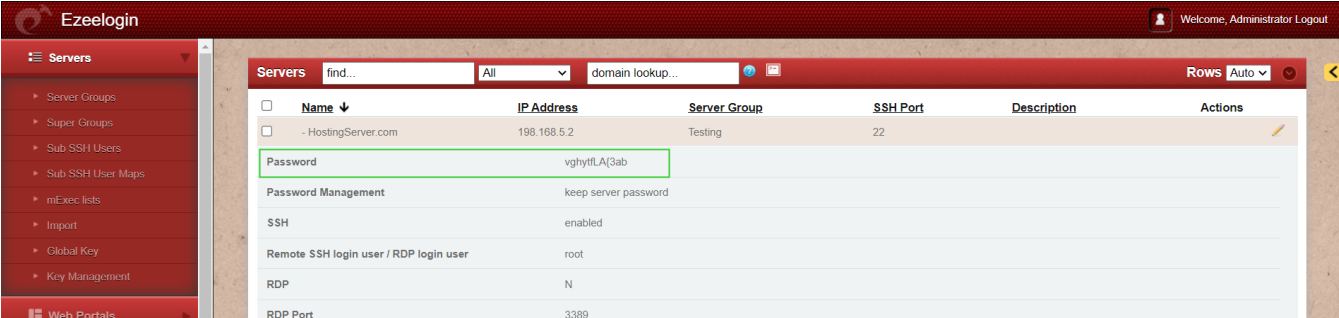 Ezeelogin
Welcome, Administrator Logout
Servers
Server Groups
Super Groups
Sub SSH Users
Sub SSH User Maps
mExec lists
Import
Global Key
Key Management
Web Portals
Servers find... All domain lookup... Rows Auto
Name IP Address Server Group SSH Port Description Actions
- HostingServer.com 198.168.5.2 Testing 22
Password vghytfLA{3ab
Password Management keep server password
SSH enabled
Remote SSH login user / RDP login user root
RDP N
RDP Port 3389